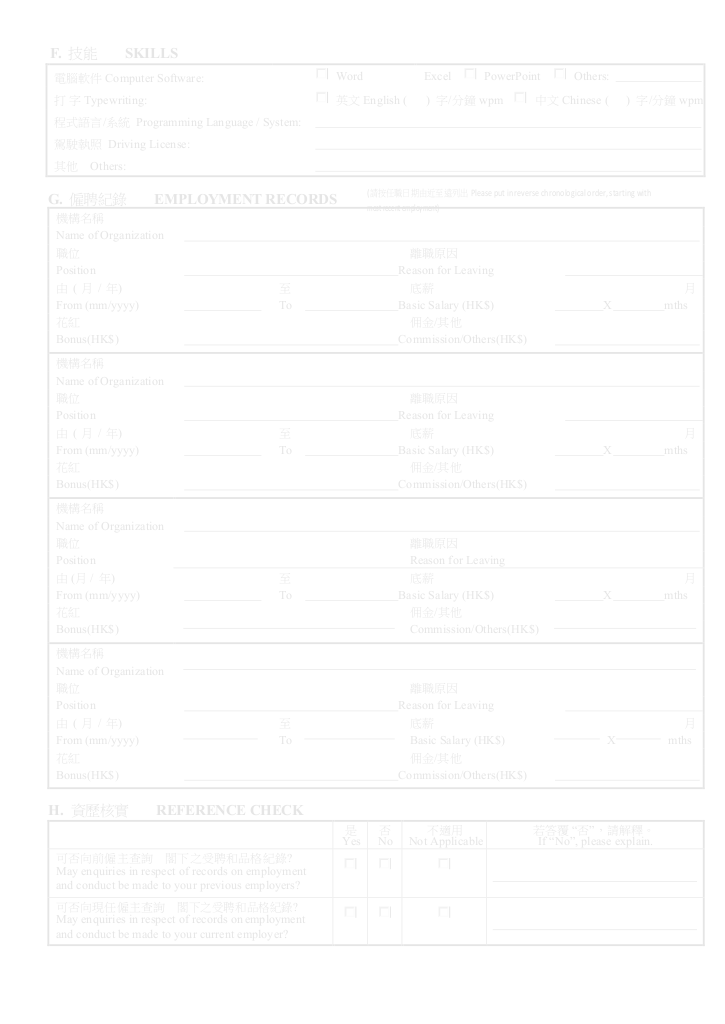 F. 技能 SKILLS
電腦軟件 Computer Software: Word Excel PowerPoint Others:
打 字 Typewriting: 英文 English ( ) 字/分鐘 wpm 中文 Chinese ( ) 字/分鐘 wpm
程式語言/系統 Programming Language / System:
駕駛執照 Driving License:
其他 Others:
G. 僱聘紀錄 EMPLOYMENT RECORDS
(請按任職日期由近至遠列出 Please put in reverse chronological order, starting with
most recent employment)
機構名稱
Name of Organization
職位 離職原因
Position Reason for Leaving
由 ( 月 / 年) 至 底薪 月
From (mm/yyyy) To Basic Salary (HK$) X mths
花紅 佣金/其他
Bonus(HK$) Commission/Others(HK$)
機構名稱
Name of Organization
職位 離職原因
Position Reason for Leaving
由 ( 月 / 年) 至 底薪 月
From (mm/yyyy) To Basic Salary (HK$) X mths
花紅 佣金/其他
Bonus(HK$) Commission/Others(HK$)
機構名稱
Name of Organization
職位 離職原因
Position Reason for Leaving
由 (月 / 年) 至 底薪 月
From (mm/yyyy) To Basic Salary (HK$) X mths
花紅 佣金/其他
Bonus(HK$) Commission/Others(HK$)
機構名稱
Name of Organization
職位 離職原因
Position Reason for Leaving
由 ( 月 / 年) 至 底薪 月
From (mm/yyyy) To Basic Salary (HK$) X mths
花紅 佣金/其他
Bonus(HK$) Commission/Others(HK$)
H. 資歷核實 REFERENCE CHECK
是 否 不適用 若答覆 “否”，請解釋。
Yes No Not Applicable If “No”, please explain.
可否向前僱主查詢 閣下之受聘和品格紀錄?
May enquiries in respect of records on employment
and conduct be made to your previous employers?
可否向現任僱主查詢 閣下之受聘和品格紀錄?
May enquiries in respect of records on employment
and conduct be made to your current employer?